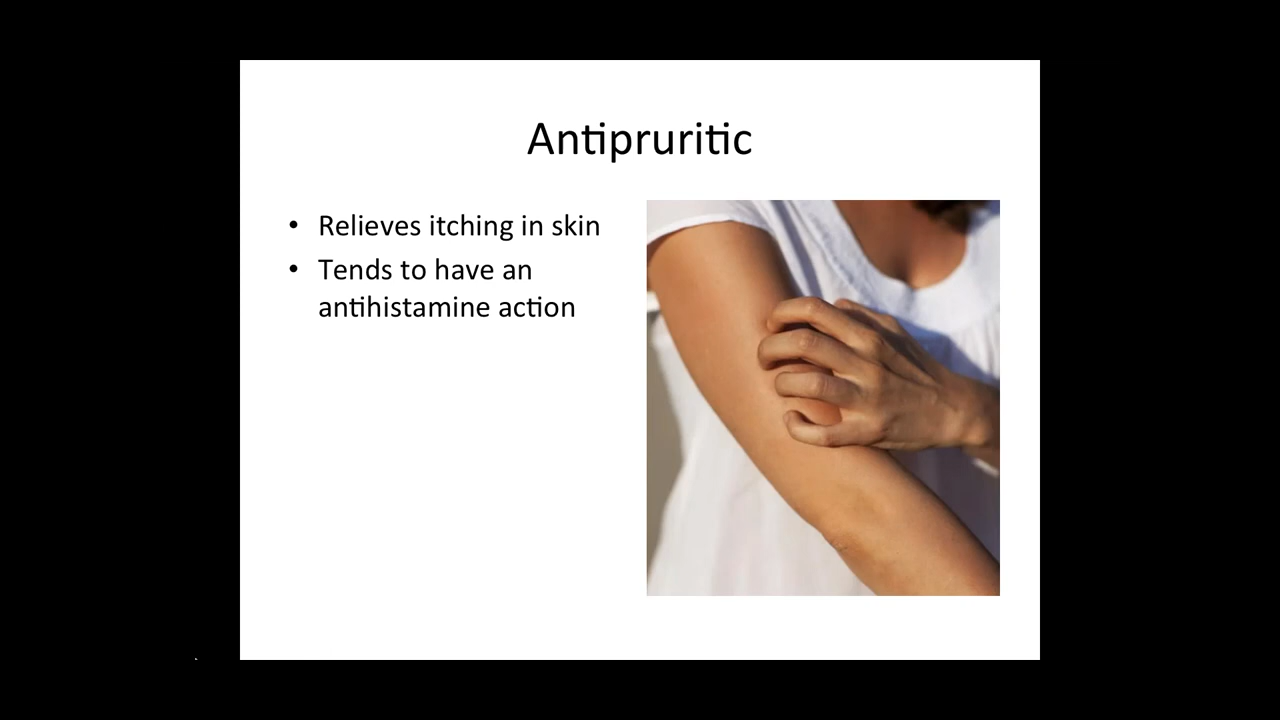 Antipruritic
• Relieves itching in skin
• Tends to have an
antihistamine action